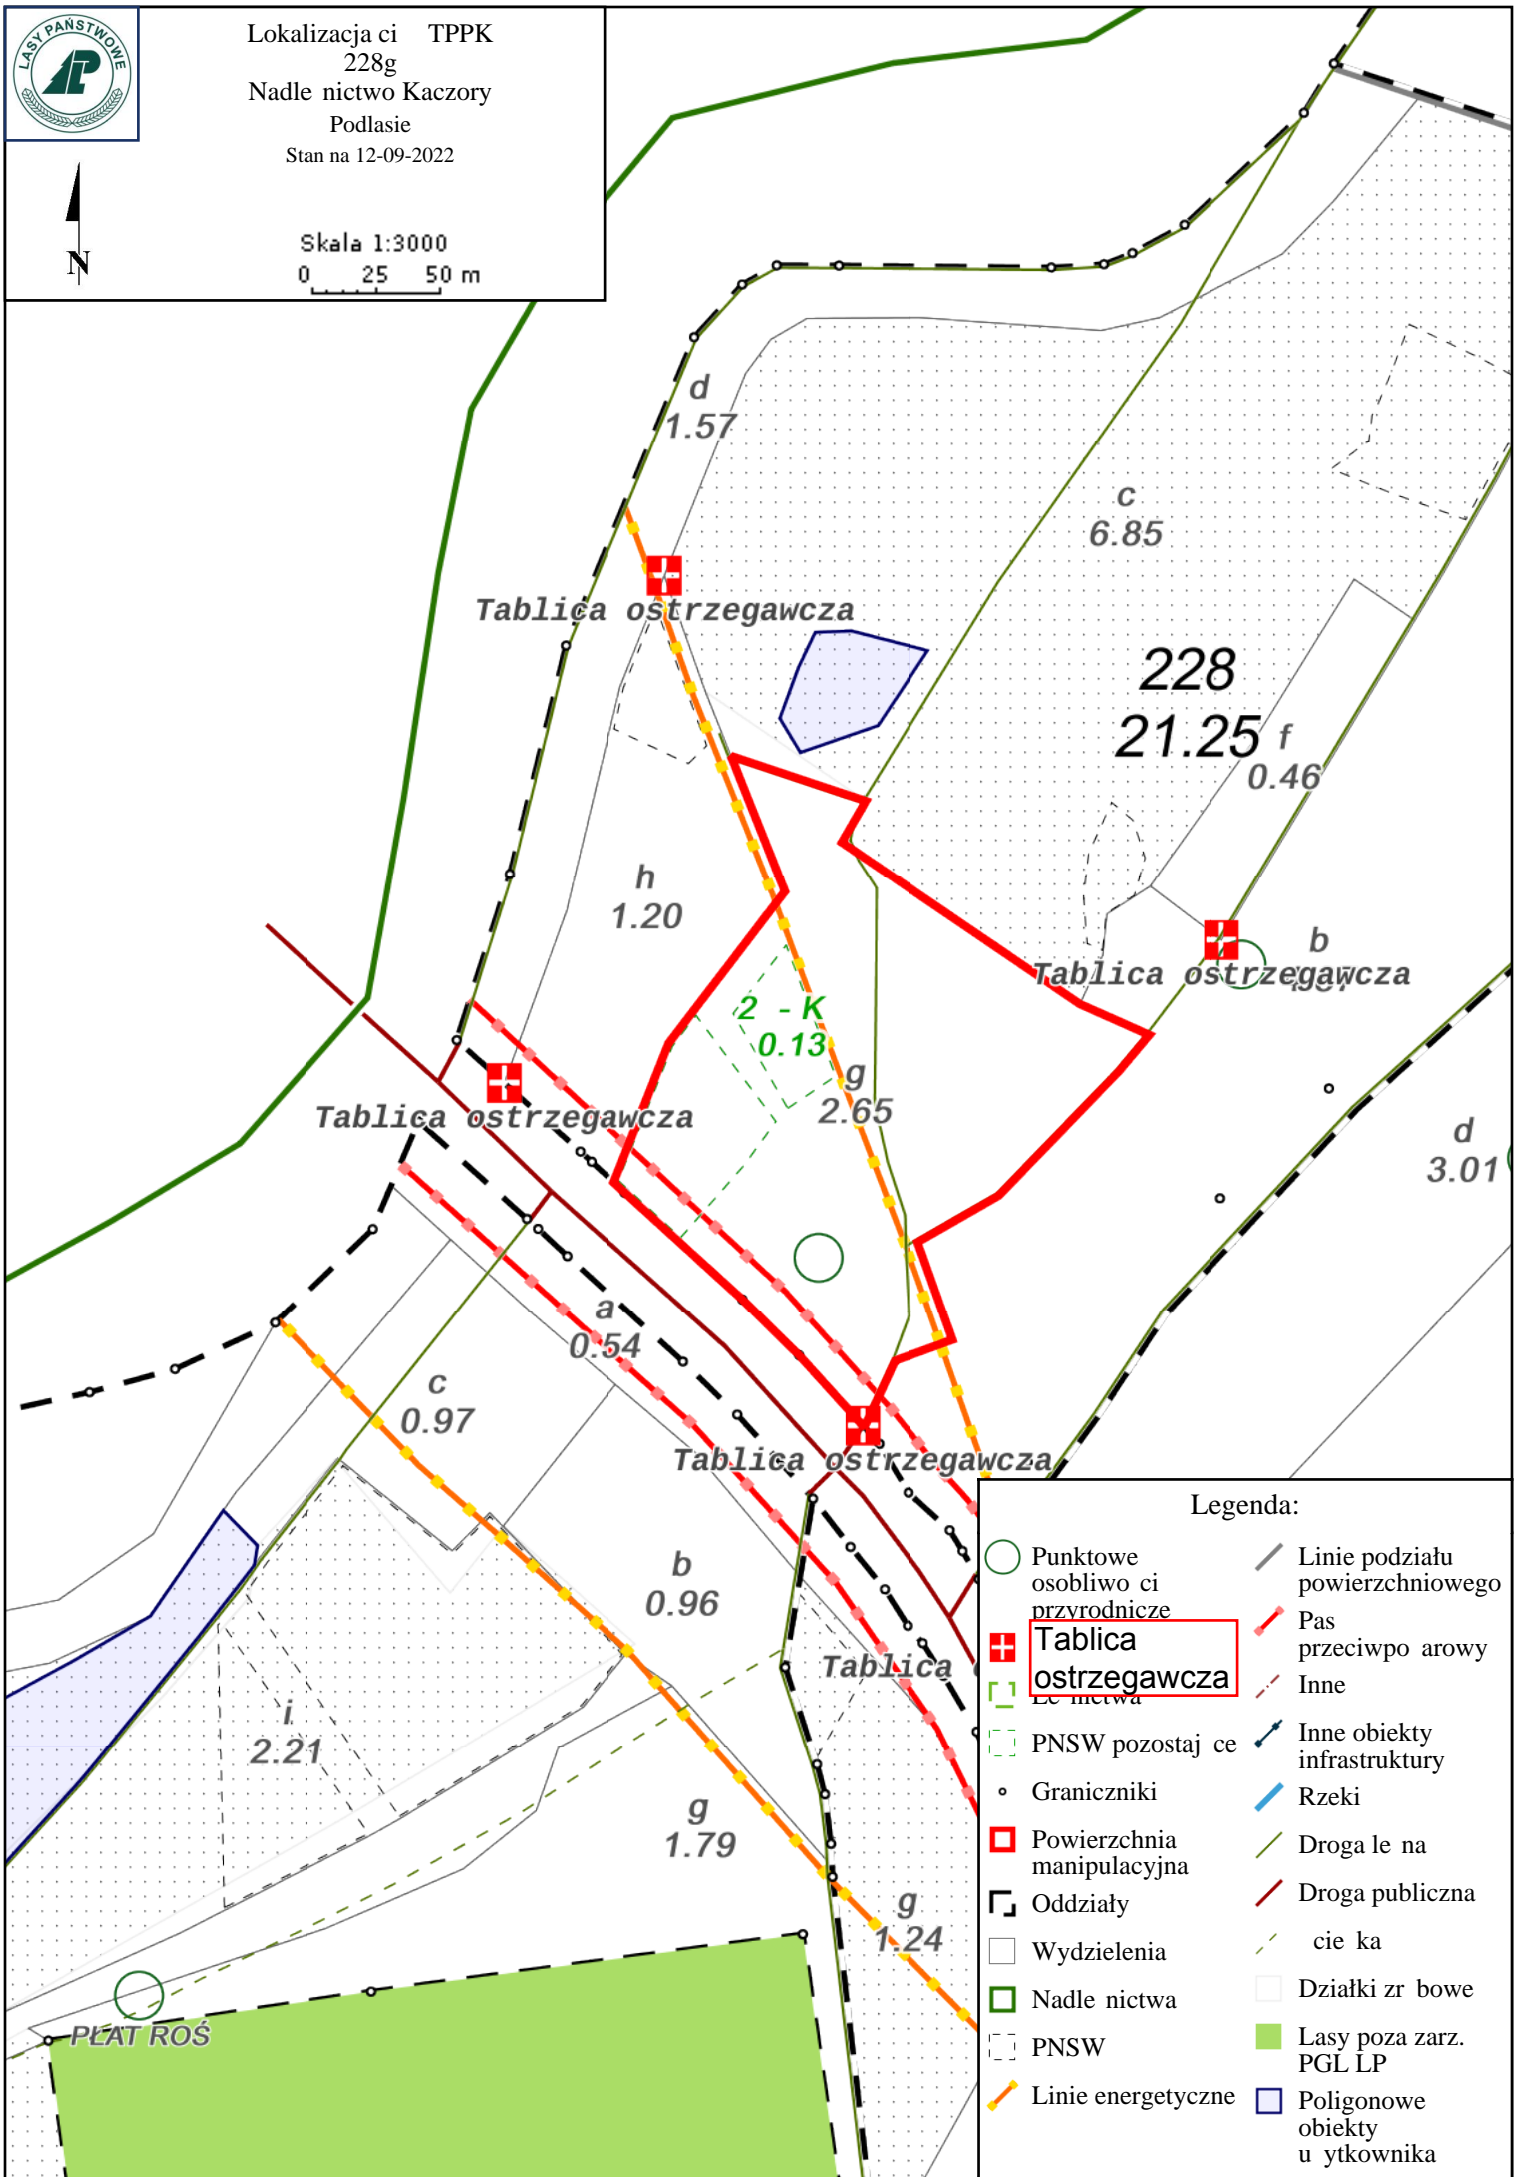 LASY PAŃSTWOWE
Lokalizacja ci TPPK
228g
Nadle nictwo Kaczory
Podlasie
Stan na 12-09-2022
N
Skala 1:3000
0 25 50 m
d
1.57
c
6.85
Tablica ostrzegawcza
228
21.25
f
0.46
h
1.20
b
Tablica ostrzegawcza
2 - K
0.13
g
2.65
Tablica ostrzegawcza
d
3.01
a
0.54
c
0.97
Tablica ostrzegawcza
b
0.96
Tablica
i
2.21
g
1.79
g
1.24
PŁAT ROŚ
Legenda:
Punktowe
osobliwo ci
przyrodnicze
Tablica
ostrzegawcza
Le nictwa
PNSW pozostaj ce
Graniczniki
Powierzchnia
manipulacyjna
Oddziały
Wydzielenia
Nadle nictwa
PNSW
Linie energetyczne
Linie podziału
powierzchniowego
Pas
przeciwpo arowy
Inne
Inne obiekty
infrastruktury
Rzeki
Droga le na
Droga publiczna
cie ka
Działki zr bowe
Lasy poza zarz.
PGL LP
Poligonowe
obiekty
u ytkownika